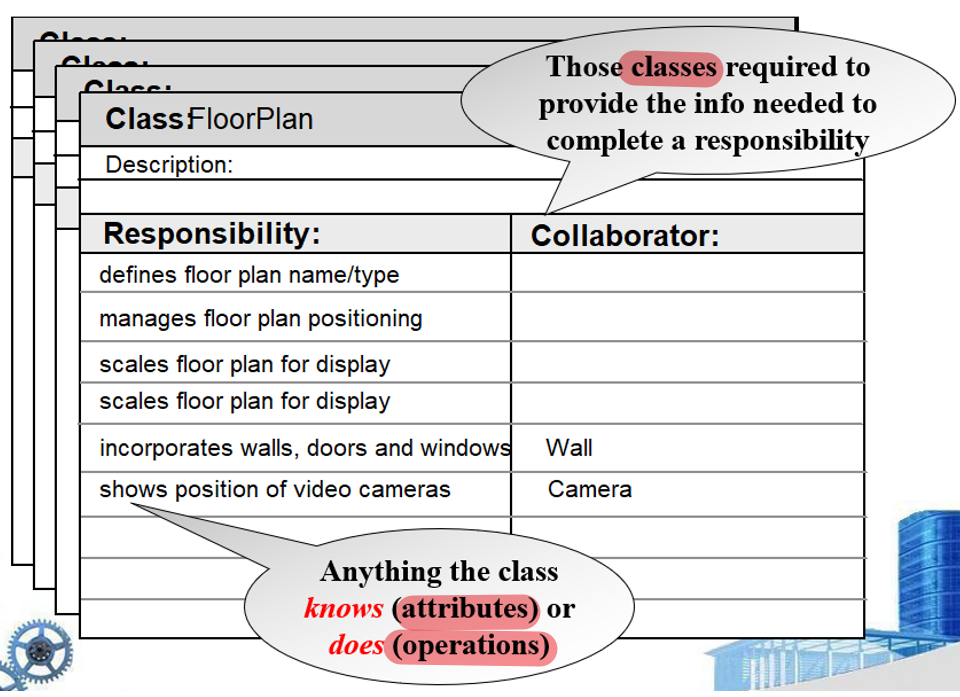 Class:
Class:
Class:
Class:FloorPlan
Description:
Those classes required to
provide the info needed to
complete a responsibility
Responsibility: Collaborator:
defines floor plan name/type
manages floor plan positioning
scales floor plan for display
scales floor plan for display
incorporates walls, doors and windows Wall
shows position of video cameras Camera
Anything the class
knows (attributes) or
does (operations)